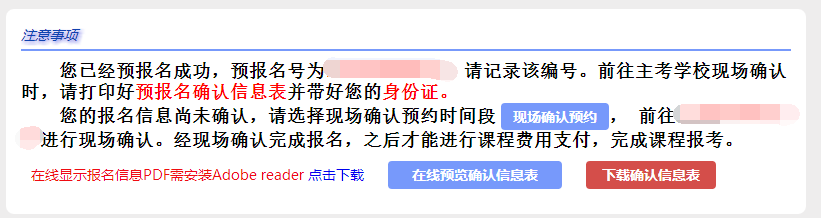 注意事项
您已经预报名成功，预报名号为 请记录该编号。前往主考学校现场确认
时，请打印好预报名确认信息表并带好您的身份证。
您的报名信息尚未确认，请选择现场确认预约时间段 现场确认预约， 前往
进行现场确认。经现场确认完成报名，之后才能进行课程费用支付，完成课程报考。
在线显示报名信息PDF需安装Adobe reader 点击下载 在线预览确认信息表 下载确认信息表